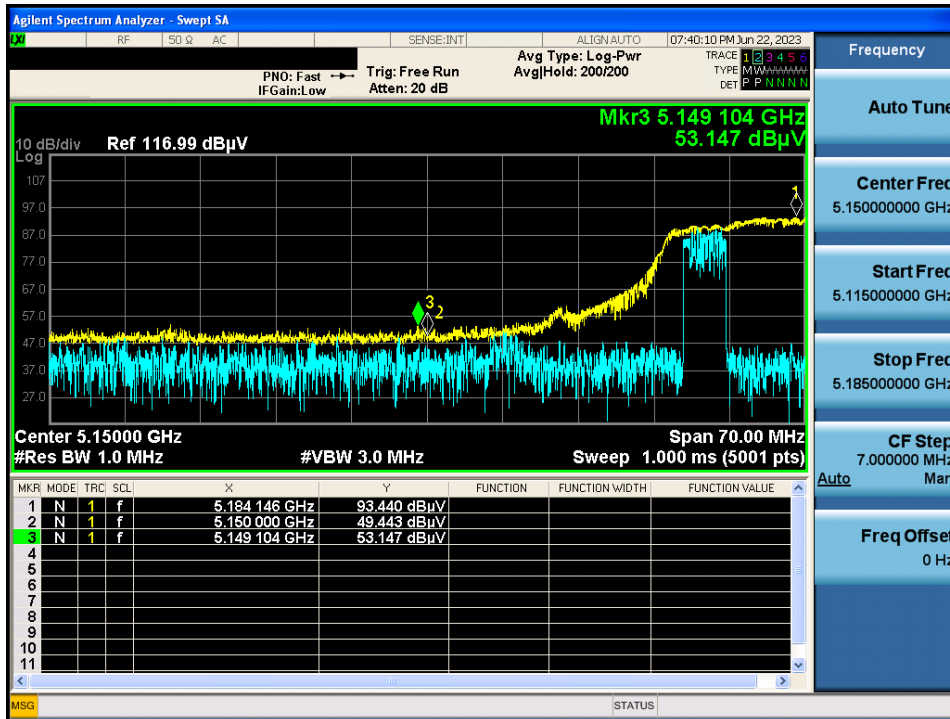 Agilent Spectrum Analyzer - Swept SA
LXI RF 50 Ω AC SENSE:INT ALIGN AUTO 07:40:10 PM Jun 22, 2023
PNO: Fast Trig: Free Run Avg Type: Log-Pwr TRACE 1 2 3 4 5 6
IFGain:Low Atten: 20 dB Avg|Hold: 200/200 TYPE M W W W W W
DET P P N N N N
Mkr3 5.149 104 GHz
53.147 dBµV
10 dB/div Ref 116.99 dBµV
Log
107
97.0
87.0
77.0
67.0
57.0
47.0
37.0
27.0
1
3
2
Center 5.15000 GHz Span 70.00 MHz
#Res BW 1.0 MHz #VBW 3.0 MHz Sweep 1.000 ms (5001 pts)
MKR MODE TRC SCL X Y FUNCTION FUNCTION WIDTH FUNCTION VALUE
1 N 1 f 5.184 146 GHz 93.440 dBµV
2 N 1 f 5.150 000 GHz 49.443 dBµV
3 N 1 f 5.149 104 GHz 53.147 dBµV
4
5
6
7
8
9
10
11
MSG STATUS
Frequency
Auto Tune
Center Freq
5.150000000 GHz
Start Freq
5.115000000 GHz
Stop Freq
5.185000000 GHz
CF Step
7.000000 MHz
Auto Man
Freq Offset
0 Hz